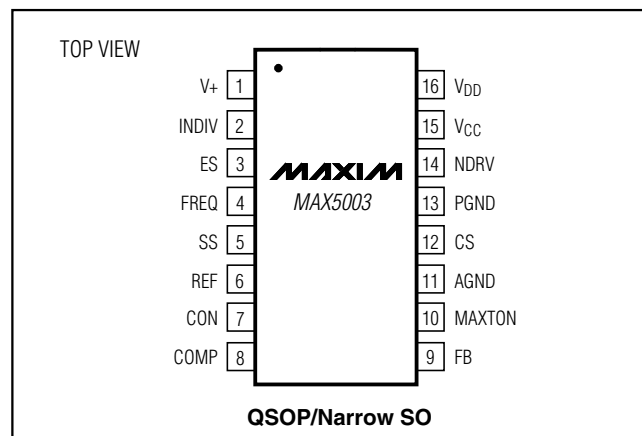 TOP VIEW
V+ 1
INDIV 2
ES 3
FREQ 4
SS 5
REF 6
CON 7
COMP 8
MAXIM
MAX5003
16 VDD
15 VCC
14 NDRV
13 PGND
12 CS
11 AGND
10 MAXTON
9 FB
QSOP/Narrow SO